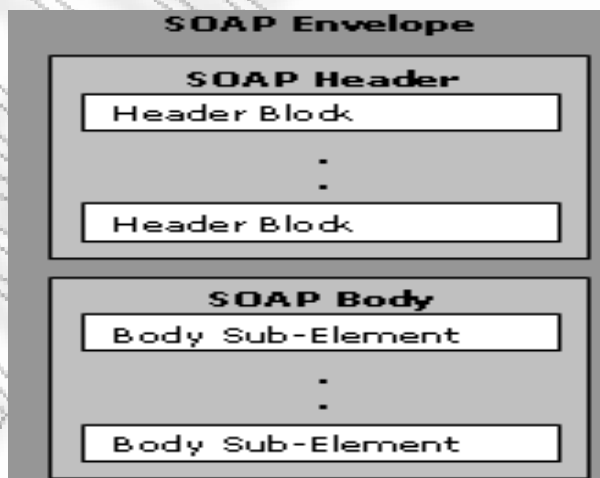 SOAP Envelope
SOAP Header
Header Block
.
.
Header Block
SOAP Body
Body Sub-Element
.
.
Body Sub-Element